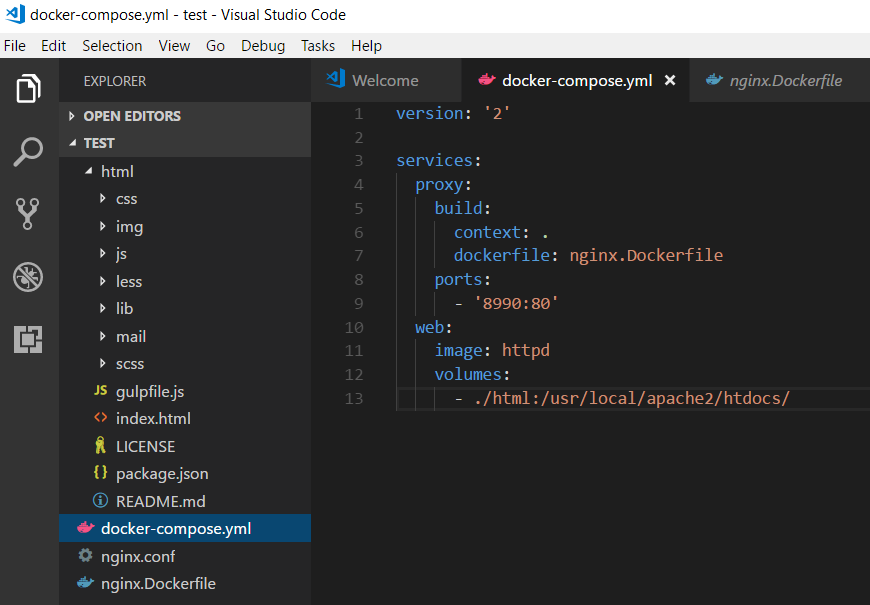 docker-compose.yml - test - Visual Studio Code
File Edit Selection View Go Debug Tasks Help
EXPLORER
OPEN EDITORS
TEST
html
css
img
js
less
lib
mail
scss
JS gulpfile.js
<> index.html
LICENSE
{} package.json
README.md
docker-compose.yml
nginx.conf
nginx.Dockerfile
Welcome docker-compose.yml × nginx.Dockerfile
1 version: '2'
2
3 services:
4   proxy:
5     build:
6       context: .
7       dockerfile: nginx.Dockerfile
8     ports:
9       - '8990:80'
10   web:
11     image: httpd
12     volumes:
13       - ./html:/usr/local/apache2/htdocs/